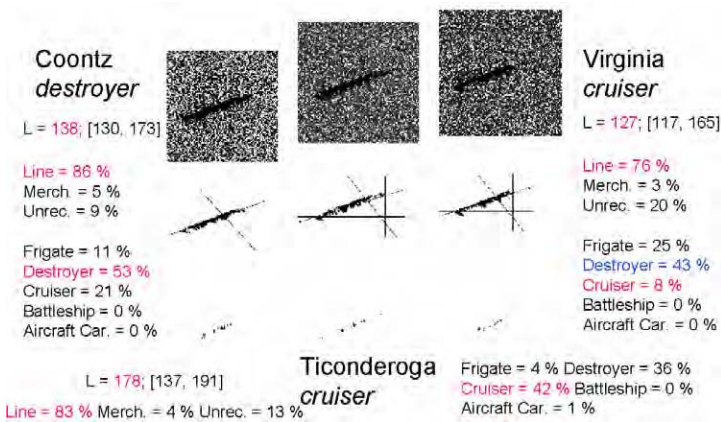 Coontz
destroyer
L = 138; [130, 173]
Line = 86 %
Merch. = 5 %
Unrec. = 9 %
Frigate = 11 %
Destroyer = 53 %
Cruiser = 21 %
Battleship = 0 %
Aircraft Car. = 0 %
Virginia
cruiser
L = 127; [117, 165]
Line = 76 %
Merch. = 3 %
Unrec. = 20 %
Frigate = 25 %
Destroyer = 43 %
Cruiser = 8 %
Battleship = 0 %
Aircraft Car. = 0 %
Ticonderoga
cruiser
L = 178; [137, 191]
Line = 83 % Merch. = 4 % Unrec. = 13 %
Frigate = 4 % Destroyer = 36 %
Cruiser = 42 % Battleship = 0 %
Aircraft Car. = 1 %